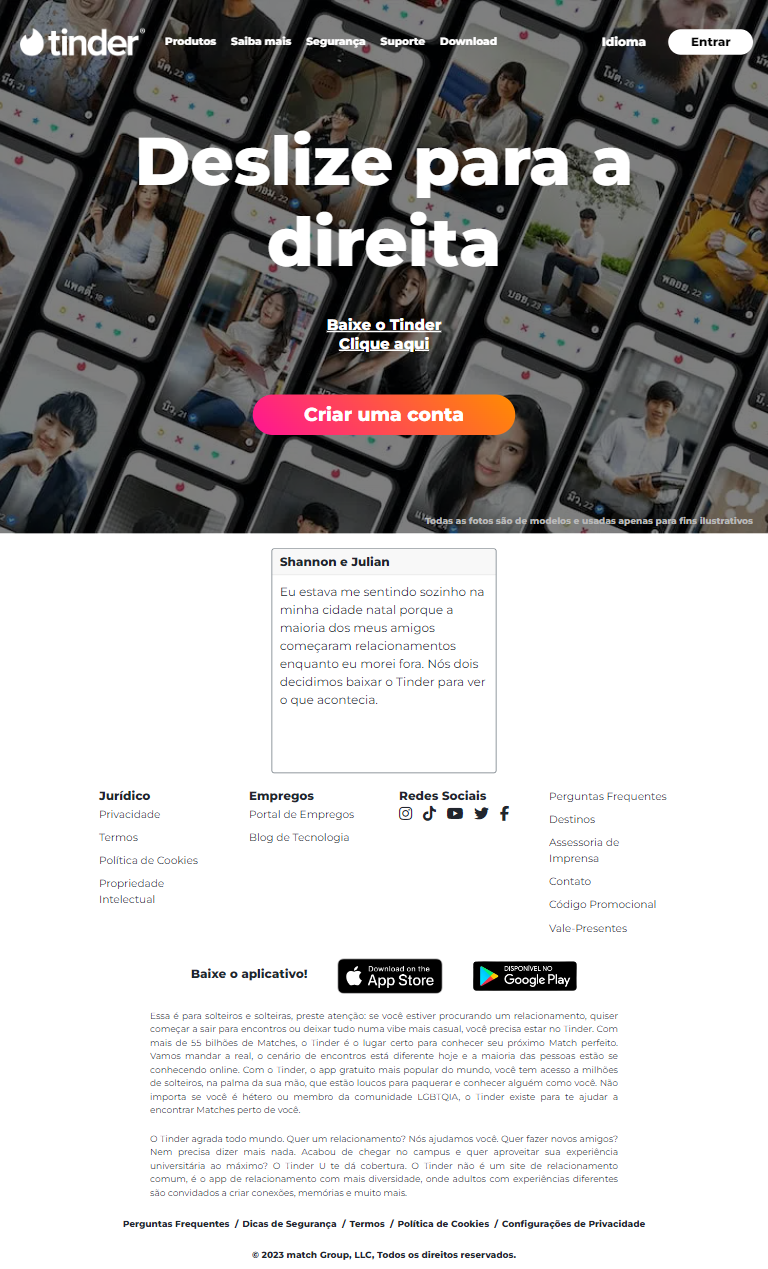 tinder
Produtos Saiba mais Segurança Suporte Download
Idioma Entrar
Deslize para a
direita
Baixe o Tinder
Clique aqui
Criar uma conta
Todas as fotos são de modelos e usadas apenas para fins ilustrativos
Shannon e Julian
Eu estava me sentindo sozinho na
minha cidade natal porque a
maioria dos meus amigos
começaram relacionamentos
enquanto eu morei fora. Nós dois
decidimos baixar o Tinder para ver
o que acontecia.
Jurídico
Privacidade
Termos
Política de Cookies
Propriedade
Intelectual
Empregos
Portal de Empregos
Blog de Tecnologia
Redes Sociais
Perguntas Frequentes
Destinos
Assessoria de
Imprensa
Contato
Código Promocional
Vale-Presentes
Baixe o aplicativo!
Download on the
App Store
DISPONÍVEL NO
Google Play
Essa é para solteiros e solteiras, preste atenção: se você estiver procurando um relacionamento, quiser
começar a sair para encontros ou deixar tudo numa vibe mais casual, você precisa estar no Tinder. Com
mais de 55 bilhões de Matches, o Tinder é o lugar certo para conhecer seu próximo Match perfeito.
Vamos mandar a real, o cenário de encontros está diferente hoje e a maioria das pessoas estão se
conhecendo online. Com o Tinder, o app gratuito mais popular do mundo, você tem acesso a milhões
de solteiros, na palma da sua mão, que estão loucos para paquerar e conhecer alguém como você. Não
importa se você é hétero ou membro da comunidade LGBTQIA, o Tinder existe para te ajudar a
encontrar Matches perto de você.
O Tinder agrada todo mundo. Quer um relacionamento? Nós ajudamos você. Quer fazer novos amigos?
Nem precisa dizer mais nada. Acabou de chegar no campus e quer aproveitar sua experiência
universitária ao máximo? O Tinder U te dá cobertura. O Tinder não é um site de relacionamento
comum, é o app de relacionamento com mais diversidade, onde adultos com experiências diferentes
são convidados a criar conexões, memórias e muito mais.
Perguntas Frequentes / Dicas de Segurança / Termos / Política de Cookies / Configurações de Privacidade
© 2023 match Group, LLC, Todos os direitos reservados.